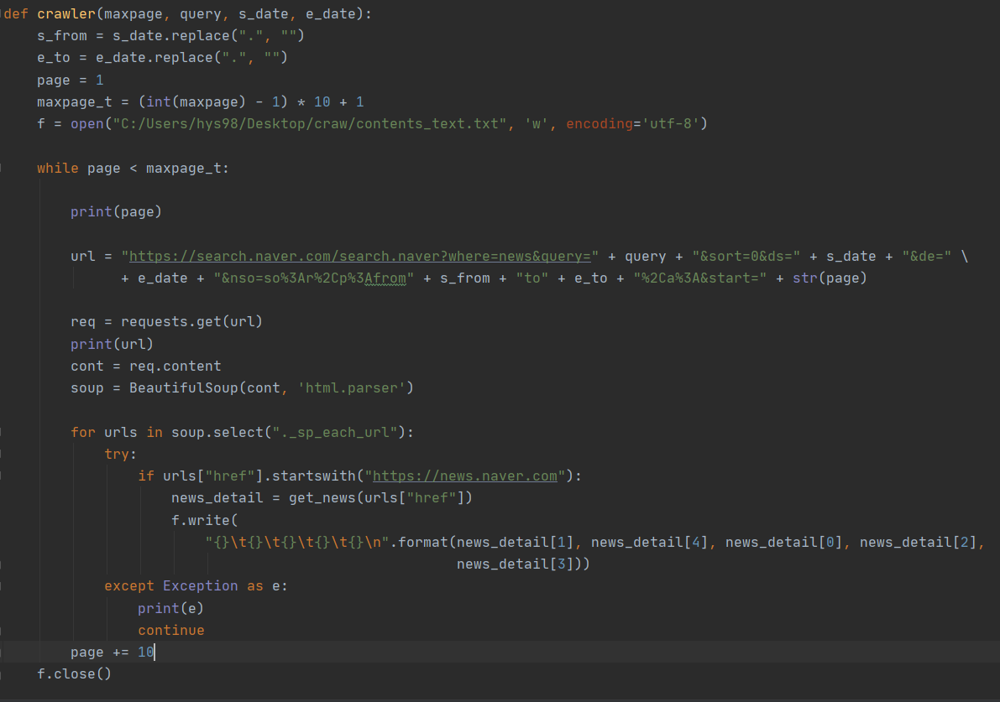 def crawler(maxpage, query, s_date, e_date):
    s_from = s_date.replace(".", "")
    e_to = e_date.replace(".", "")
    page = 1
    maxpage_t = (int(maxpage) - 1) * 10 + 1
    f = open("C:/Users/hys98/Desktop/craw/contents_text.txt", 'w', encoding='utf-8')
    while page < maxpage_t:
        print(page)
        url = "https://search.naver.com/search.naver?where=news&query=" + query + "&sort=0&ds=" + s_date + "&de=" \
              + e_date + "&nso=so%3Ar%2Cp%3Afrom" + s_from + "to" + e_to + "%2Ca%3A&start=" + str(page)
        req = requests.get(url)
        print(url)
        cont = req.content
        soup = BeautifulSoup(cont, 'html.parser')
        for urls in soup.select("._sp_each_url"):
            try:
                if urls["href"].startswith("https://news.naver.com"):
                    news_detail = get_news(urls["href"])
                    f.write(
                        "{}\t{}\t{}\t{}\t{}\n".format(news_detail[1], news_detail[4], news_detail[0], news_detail[2],
                                                      news_detail[3]))
            except Exception as e:
                print(e)
                continue
        page += 10
    f.close()